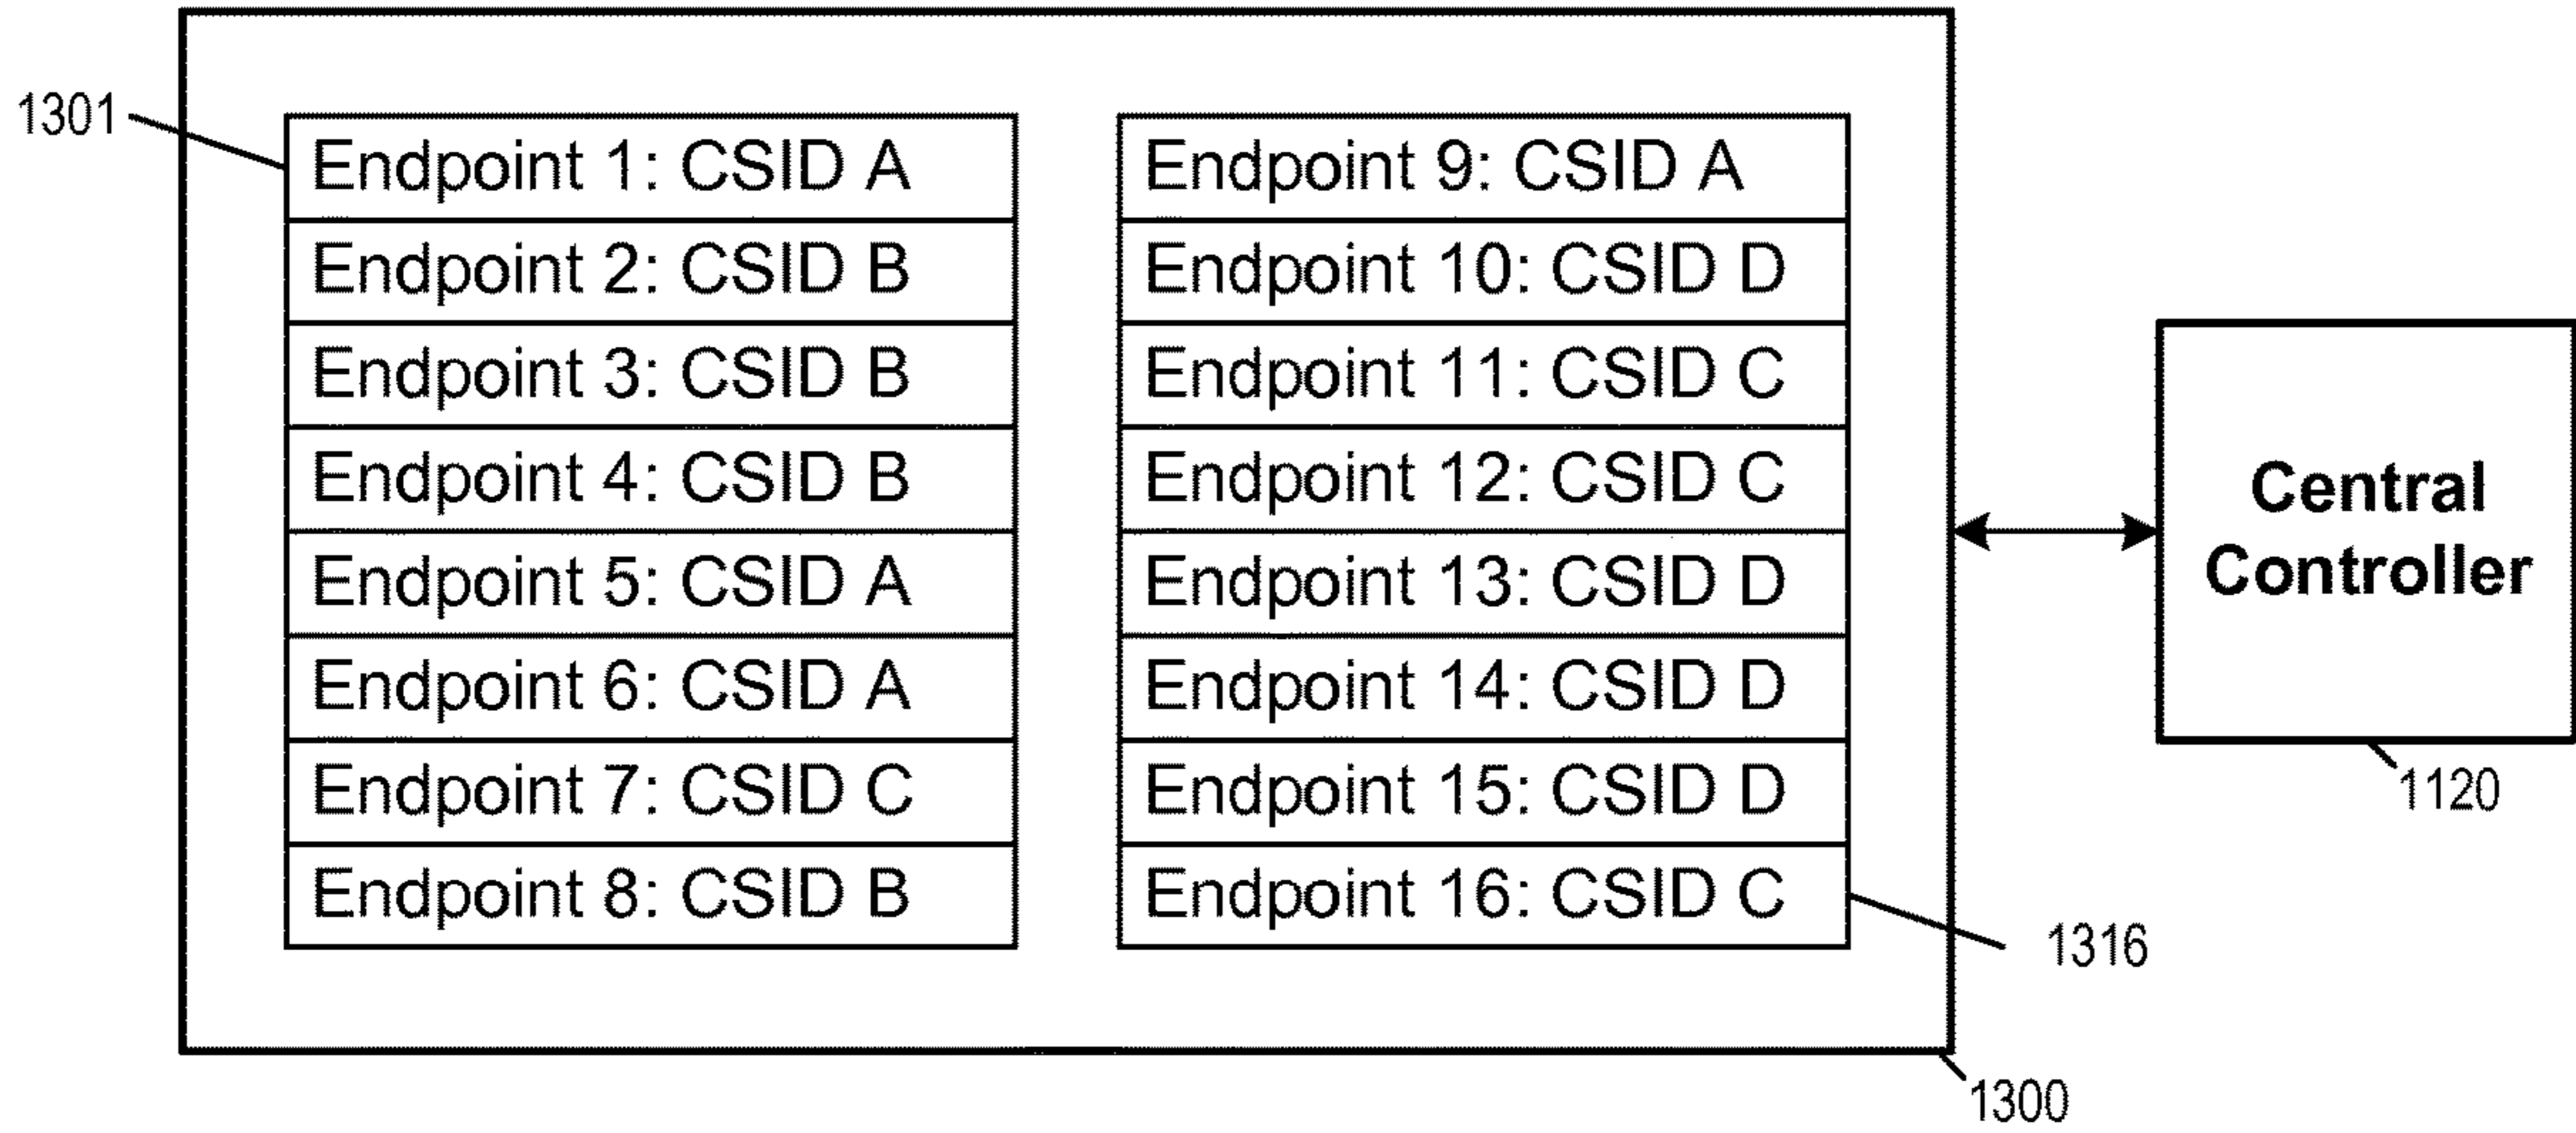 1301
Endpoint 1: CSID A
Endpoint 2: CSID B
Endpoint 3: CSID B
Endpoint 4: CSID B
Endpoint 5: CSID A
Endpoint 6: CSID A
Endpoint 7: CSID C
Endpoint 8: CSID B
Endpoint 9: CSID A
Endpoint 10: CSID D
Endpoint 11: CSID C
Endpoint 12: CSID C
Endpoint 13: CSID D
Endpoint 14: CSID D
Endpoint 15: CSID D
Endpoint 16: CSID C
1316
1300
Central
Controller
1120